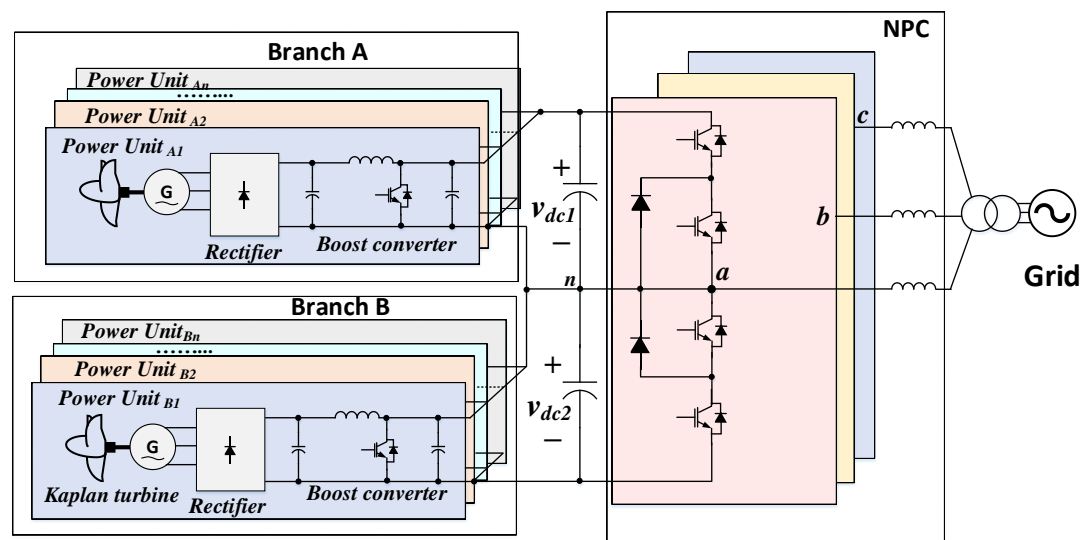 NPC
Branch A
Power Unit An
.........
Power Unit A2
Power Unit A1
G
Rectifier
Boost converter
+
vdc1
−
c
b
a
n
Grid
Branch B
Power Unit Bn
.........
Power Unit B2
Power Unit B1
G
Kaplan turbine
Rectifier
Boost converter
+
vdc2
−